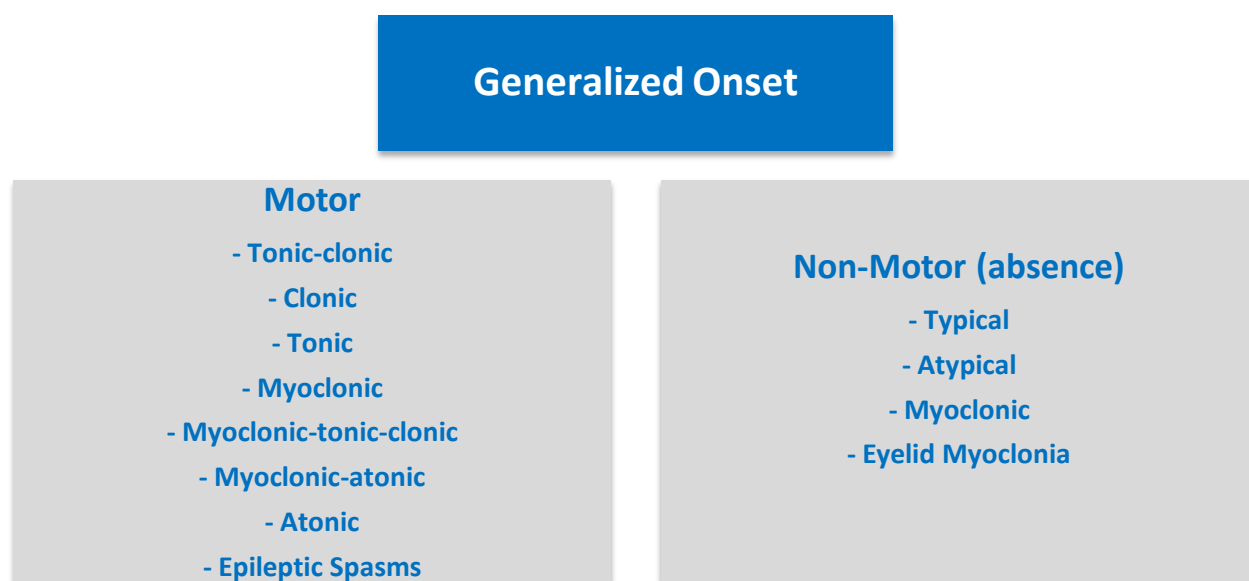 Generalized Onset
Motor
- Tonic-clonic
- Clonic
- Tonic
- Myoclonic
- Myoclonic-tonic-clonic
- Myoclonic-atonic
- Atonic
- Epileptic Spasms
Non-Motor (absence)
- Typical
- Atypical
- Myoclonic
- Eyelid Myoclonia